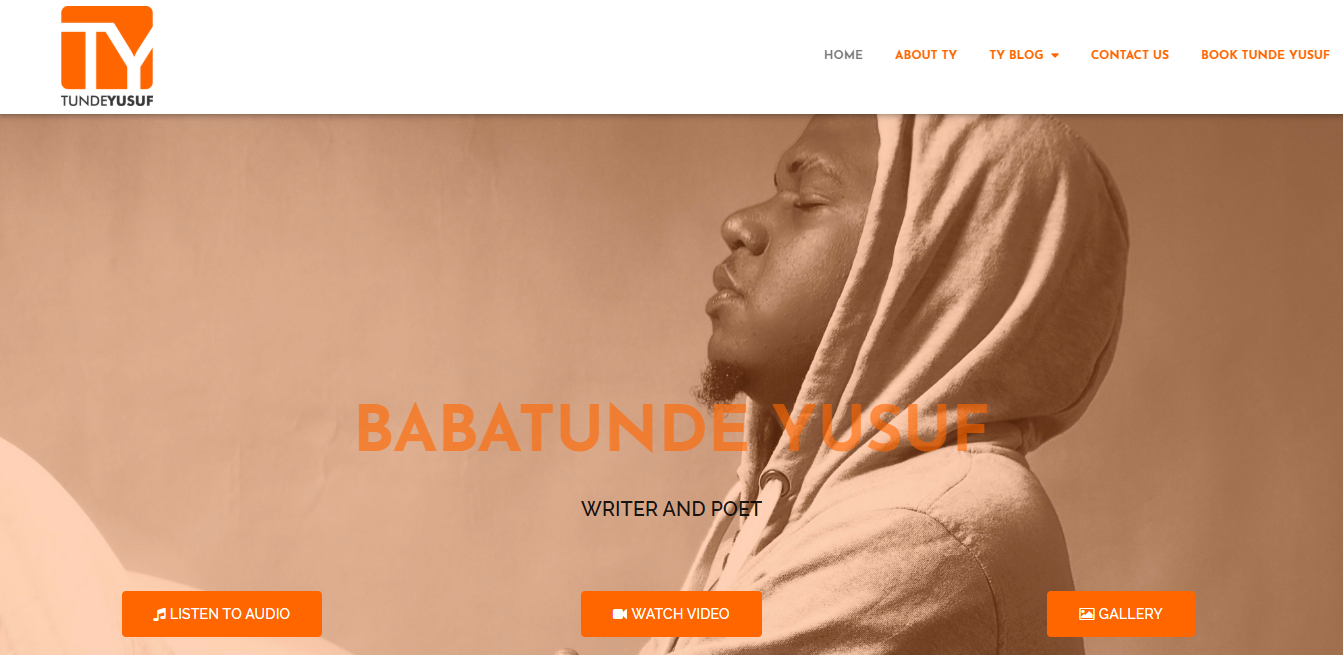 TY
TUNDEYUSUF
HOME ABOUT TY TY BLOG CONTACT US BOOK TUNDE YUSUF
BABATUNDE YUSUF
WRITER AND POET
LISTEN TO AUDIO WATCH VIDEO GALLERY